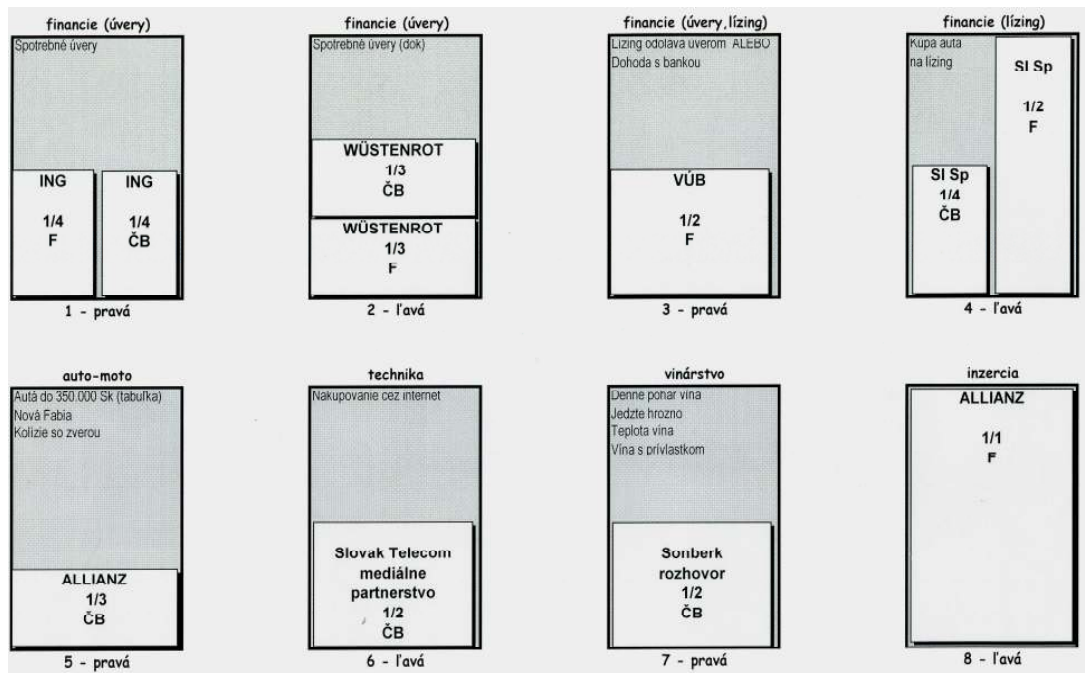 financie (úvery)
Spotrebné úvery
ING
1/4
F
ING
1/4
ČB
1 - pravá
financie (úvery)
Spotrebné úvery (dok)
WÜSTENROT
1/3
ČB
WÜSTENROT
1/3
F
2 - ľavá
financie (úvery,lízing)
Lízing odoláva úverom ALEBO
Dohoda s bankou
VÚB
1/2
F
3 - pravá
financie (lízing)
Kúpa auta
na lízing
Sl Sp
1/4
ČB
Sl Sp
1/2
F
4 - ľavá
auto-moto
Autá do 350.000 Sk (tabuľka)
Nová Fabia
Kolízie so zverou
ALLIANZ
1/3
ČB
5 - pravá
technika
Nakupovanie cez internet
Slovak Telecom
mediálne
partnerstvo
1/2
ČB
6 - ľavá
vinárstvo
Denne pohár vína
Jedzte hrozno
Teplota vína
Vína s prívlastkom
Sonberk
rozhovor
1/2
ČB
7 - pravá
inzercia
ALLIANZ
1/1
F
8 - ľavá